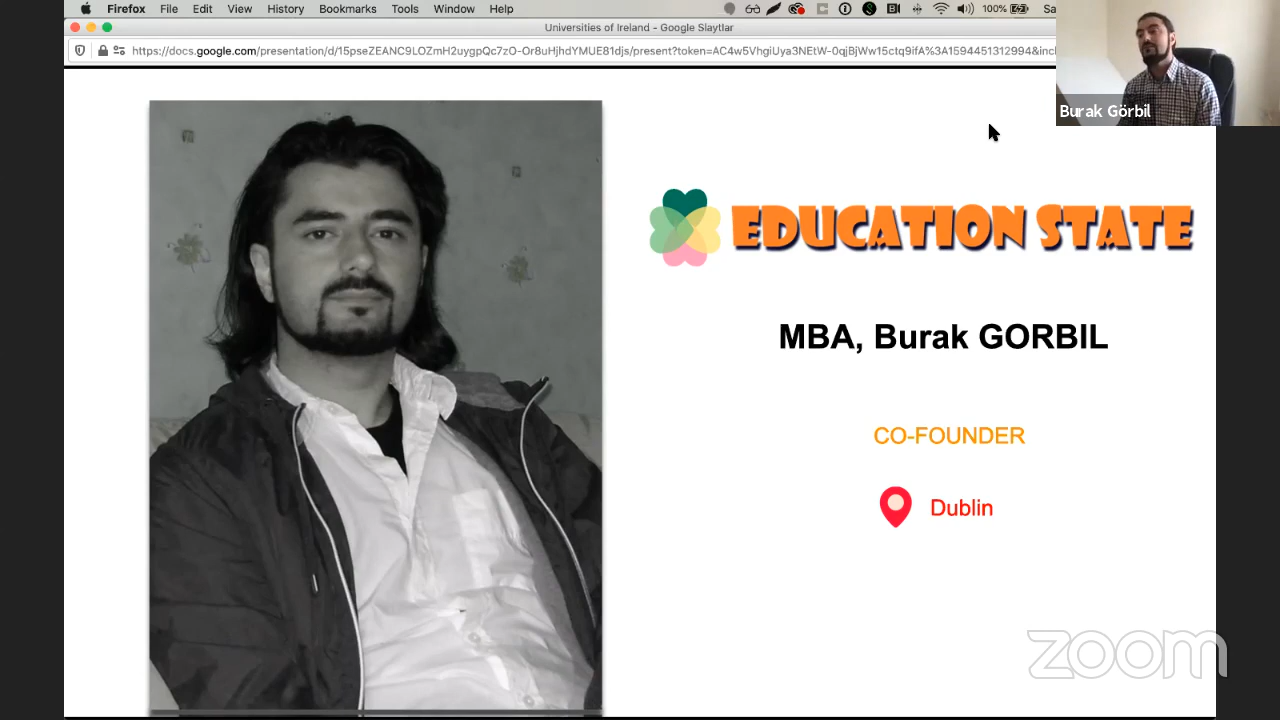 Firefox File Edit View History Bookmarks Tools Window Help 100% Sa
Universities of Ireland - Google Slaytlar
https://docs.google.com/presentation/d/15pseZEANC9LOZmH2uygpQc7zO-Or8uHjhdYMUE81djs/present?token=AC4w5VhgiUya3NEtW-0qjBjWw15ctq9ifA%3A1594451312994&incl
Burak Görbil
EDUCATION STATE
MBA, Burak GORBIL
CO-FOUNDER
Dublin
zoom